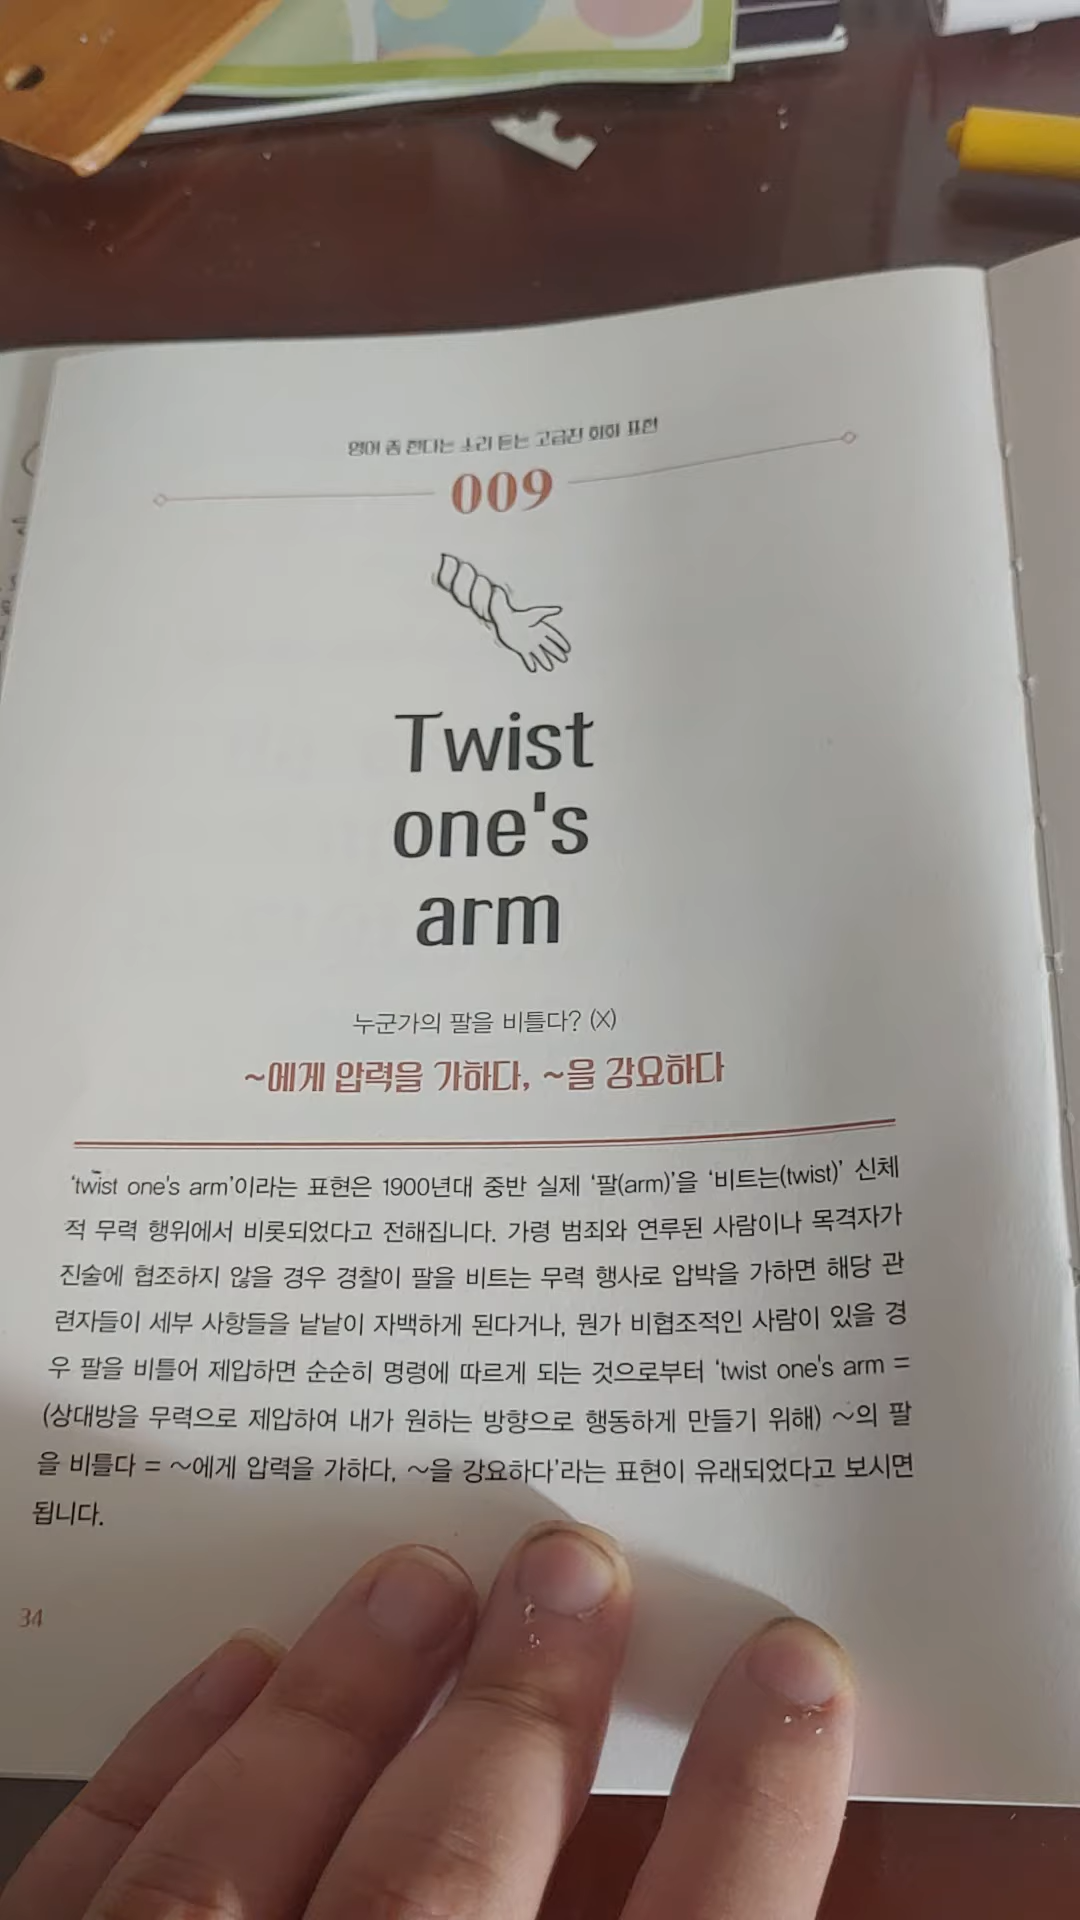 영어 좀 한다는 소리 듣는 고급진 회화 표현
009
Twist
one's
arm
누군가의 팔을 비틀다? (X)
~에게 압력을 가하다, ~을 강요하다
'twist one's arm'이라는 표현은 1900년대 중반 실제 '팔(arm)'을 '비트는(twist)' 신체
적 무력 행위에서 비롯되었다고 전해집니다. 가령 범죄와 연루된 사람이나 목격자가
진술에 협조하지 않을 경우 경찰이 팔을 비트는 무력 행사로 압박을 가하면 해당 관
련자들이 세부 사항들을 낱낱이 자백하게 된다거나, 뭔가 비협조적인 사람이 있을 경
우 팔을 비틀어 제압하면 순순히 명령에 따르게 되는 것으로부터 'twist one's arm =
(상대방을 무력으로 제압하여 내가 원하는 방향으로 행동하게 만들기 위해) ~의 팔
을 비틀다 = ~에게 압력을 가하다, ~을 강요하다'라는 표현이 유래되었다고 보시면
됩니다.
34